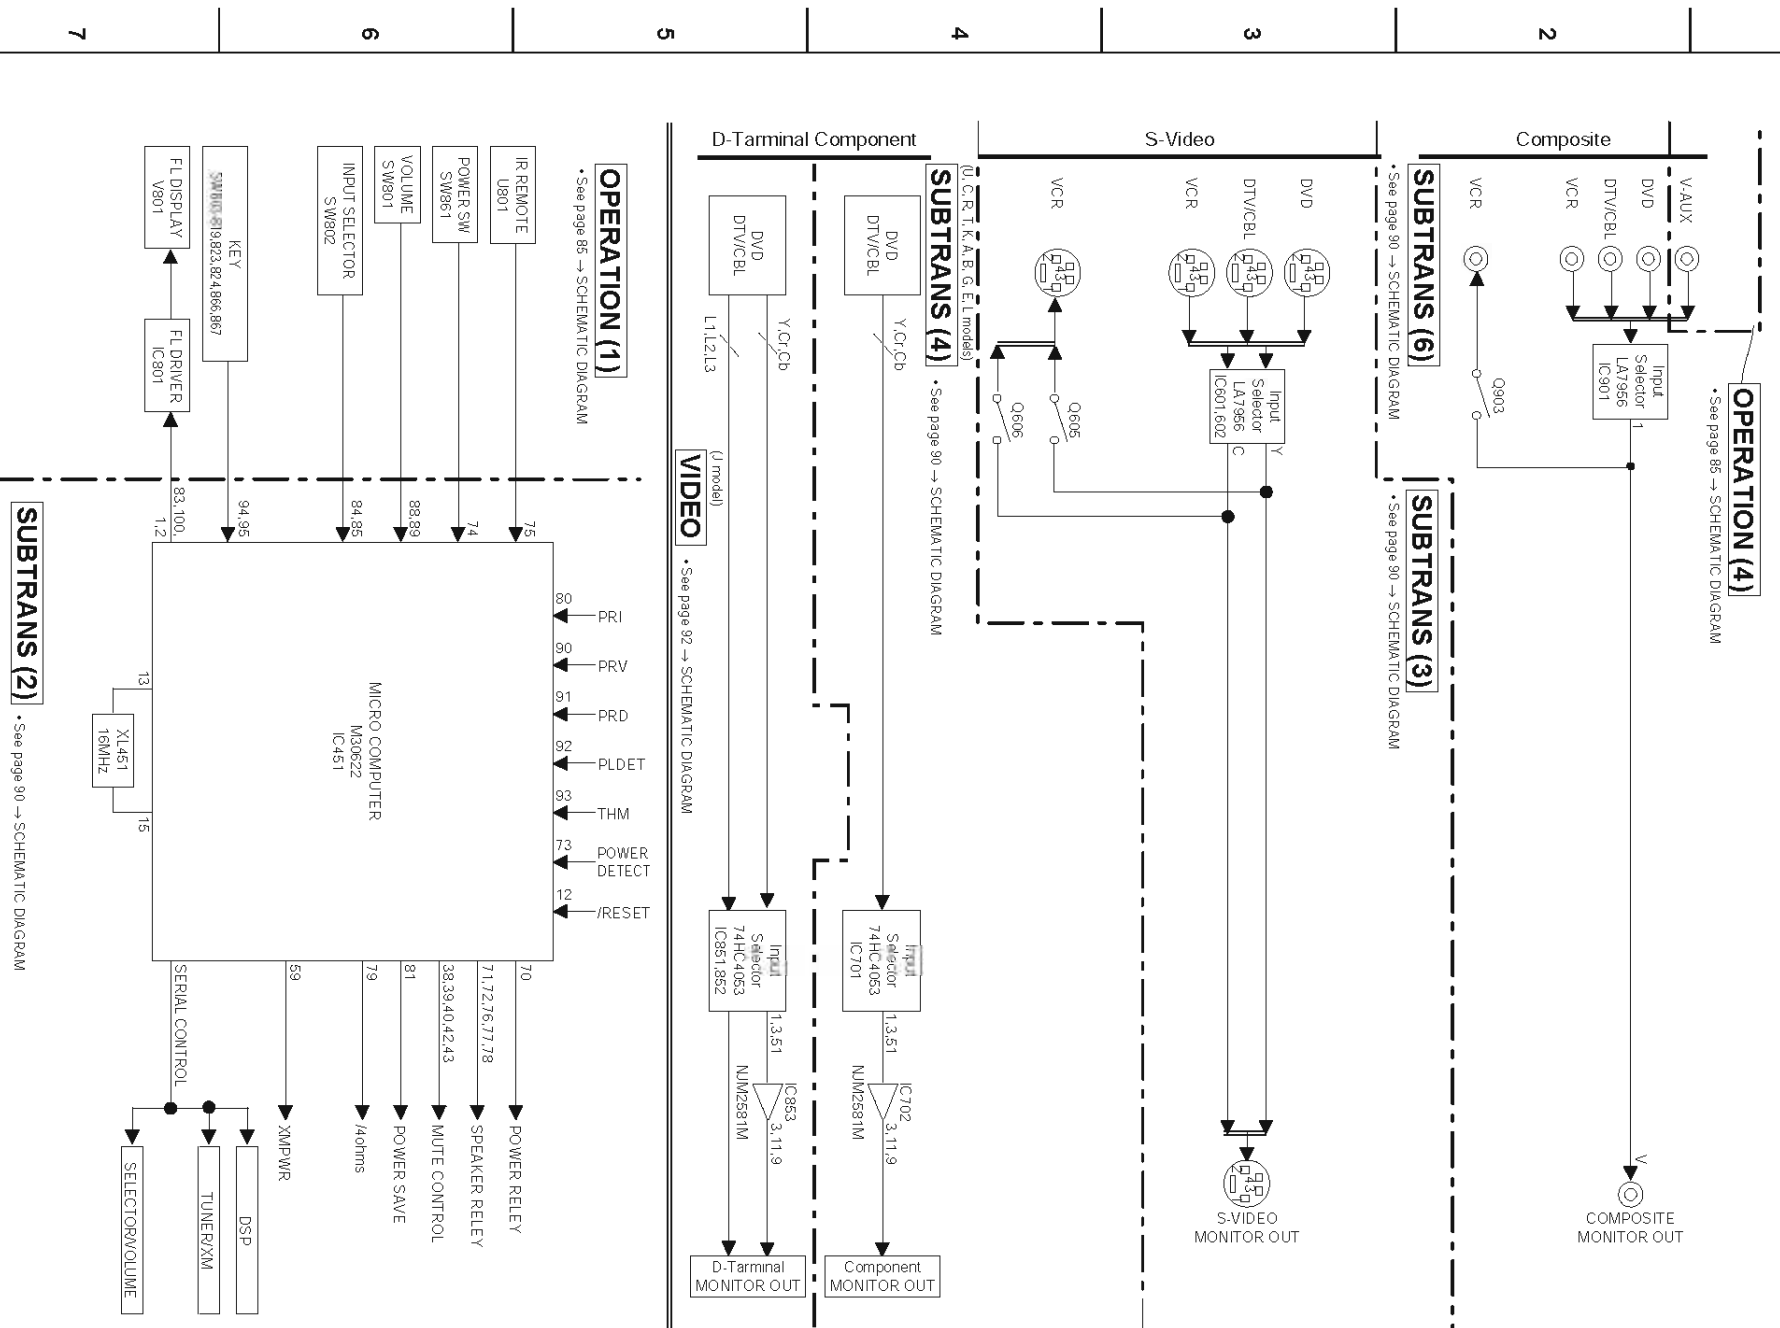 7
6
5
4
3
2
D-Tarminal Component
S-Video
Composite
OPERATION (1)
• See page 85 → SCHEMATIC DIAGRAM
FL DISPLAY
V801
KEY
819,823,824,866,867
INPUT SELECTOR
SW802
VOLUME
SW801
POWER SW
SW861
IR REMOTE
U801
FL DRIVER
IC801
83,100,
1,2
94,95
84,85
88,89
74
75
SUBTRANS (2)
• See page 90 → SCHEMATIC DIAGRAM
MICRO COMPUTER
M30622
IC451
80
PRI
90
PRV
91
PRD
92
PLDET
93
THM
73
POWER
DETECT
12
/RESET
13
XL451
16MHz
15
SERIAL CONTROL
59
79
81
38,39,40,42,43
71,72,76,77,78
70
XMPWR
/4ohms
POWER SAVE
MUTE CONTROL
SPEAKER RELEY
POWER RELEY
SELECTOR/VOLUME
TUNER/XM
DSP
VIDEO
(J model)
• See page 92 → SCHEMATIC DIAGRAM
DVD
DTV/CBL
L1,L2,L3
Y,Cr,Cb
Input
Selector
74HC4053
IC851,852
1,3,51
IC853
NJM2581M
3,11,9
D-Tarminal
MONITOR OUT
SUBTRANS (4)
(U, C, R, T, K, A, B, G, E, L models)
• See page 90 → SCHEMATIC DIAGRAM
DVD
DTV/CBL
Y,Cr,Cb
Input
Selector
74HC4053
IC701
1,3,51
IC702
NJM2581M
3,11,9
Component
MONITOR OUT
VCR
VCR
DTV/CBL
DVD
Input
Selector
LA7956
IC601,602
C
Y
Q606
Q605
S-VIDEO
MONITOR OUT
SUBTRANS (6)
• See page 90 → SCHEMATIC DIAGRAM
SUBTRANS (3)
• See page 90 → SCHEMATIC DIAGRAM
VCR
VCR
DTV/CBL
DVD
V-AUX
Input
Selector
LA7956
IC901
1
Q903
V
COMPOSITE
MONITOR OUT
OPERATION (4)
• See page 85 → SCHEMATIC DIAGRAM